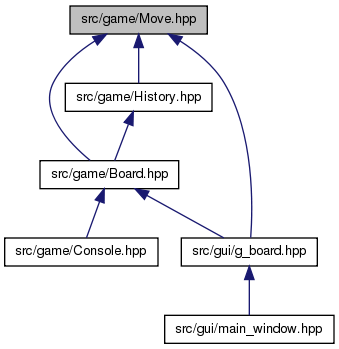 src/game/Move.hpp
src/game/History.hpp
src/game/Board.hpp
src/game/Console.hpp
src/gui/g_board.hpp
src/gui/main_window.hpp